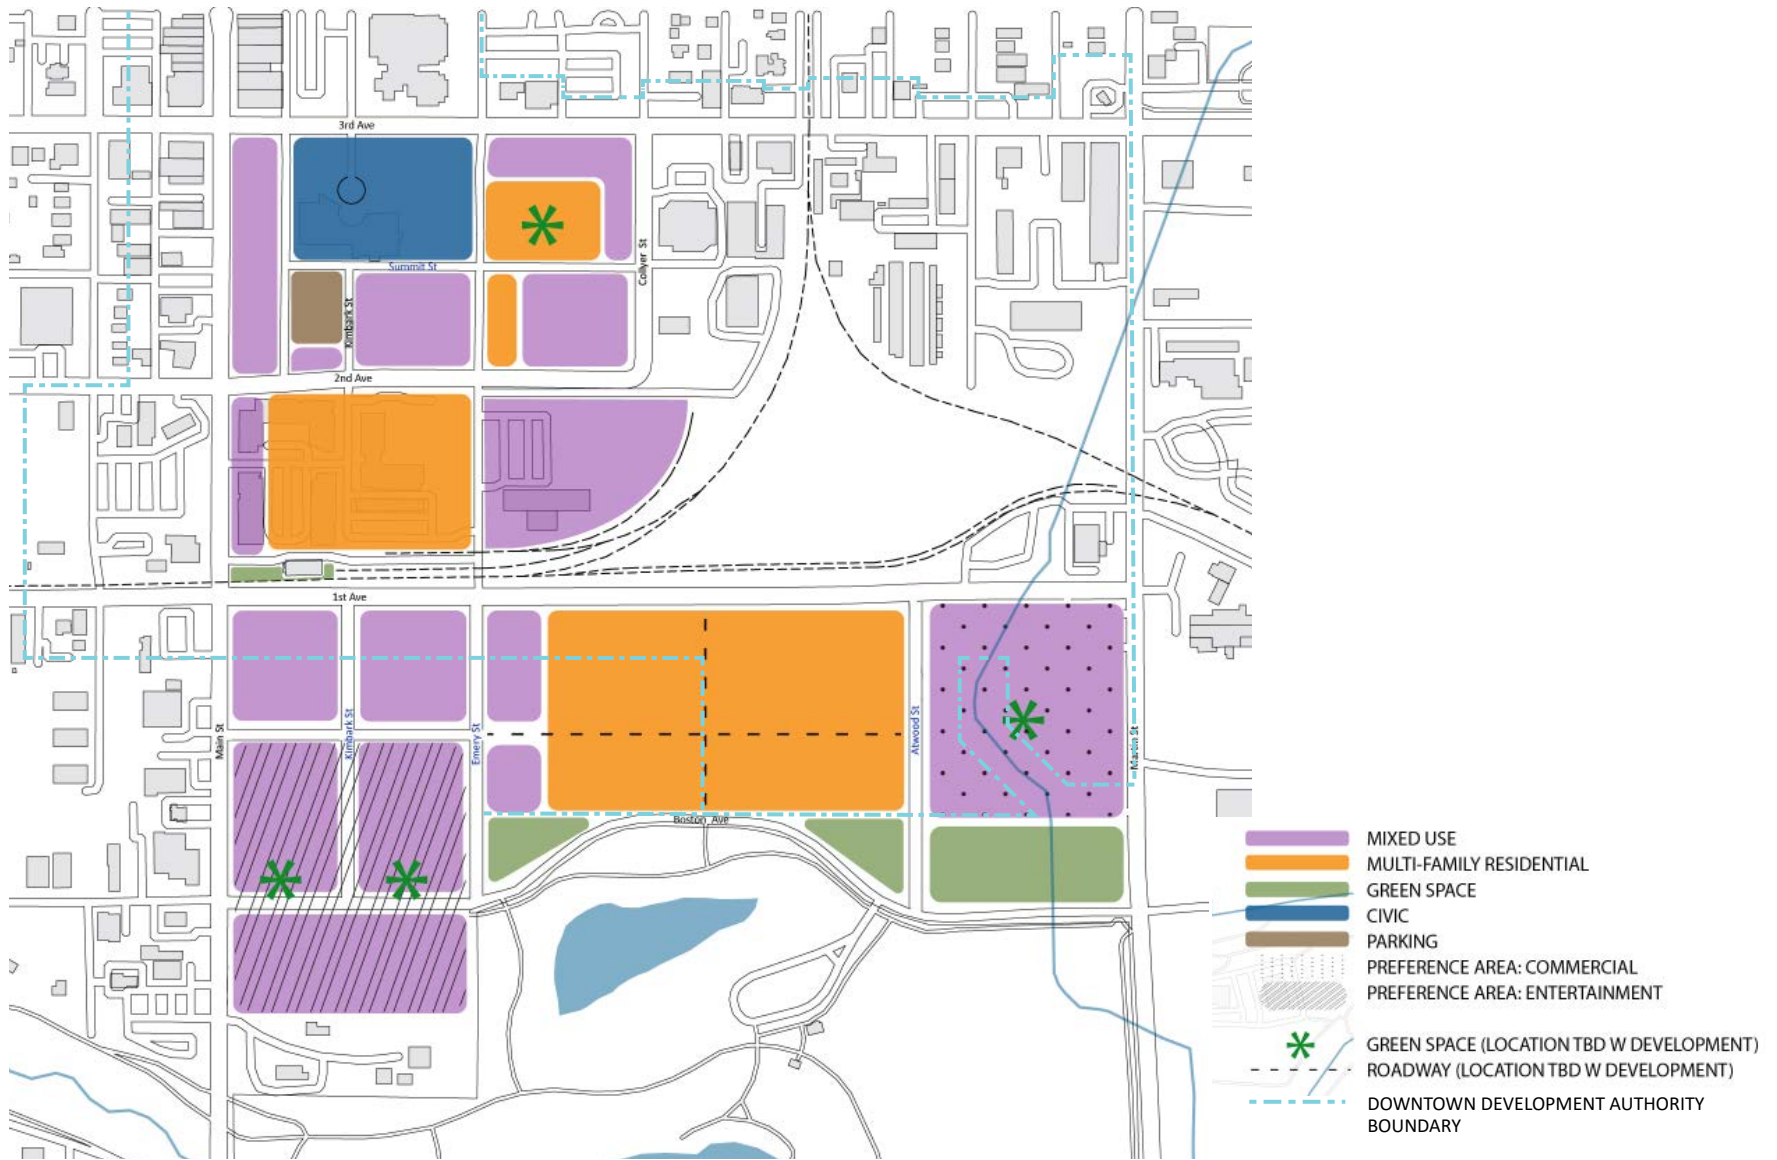 3rd Ave
Collyer St
Summit St
Kimbark St
2nd Ave
1st Ave
Main St
Kimbark St
Emery St
Atwood St
Martin St
Boston Ave
MIXED USE
MULTI-FAMILY RESIDENTIAL
GREEN SPACE
CIVIC
PARKING
PREFERENCE AREA: COMMERCIAL
PREFERENCE AREA: ENTERTAINMENT
GREEN SPACE (LOCATION TBD W DEVELOPMENT)
ROADWAY (LOCATION TBD W DEVELOPMENT)
DOWNTOWN DEVELOPMENT AUTHORITY
BOUNDARY